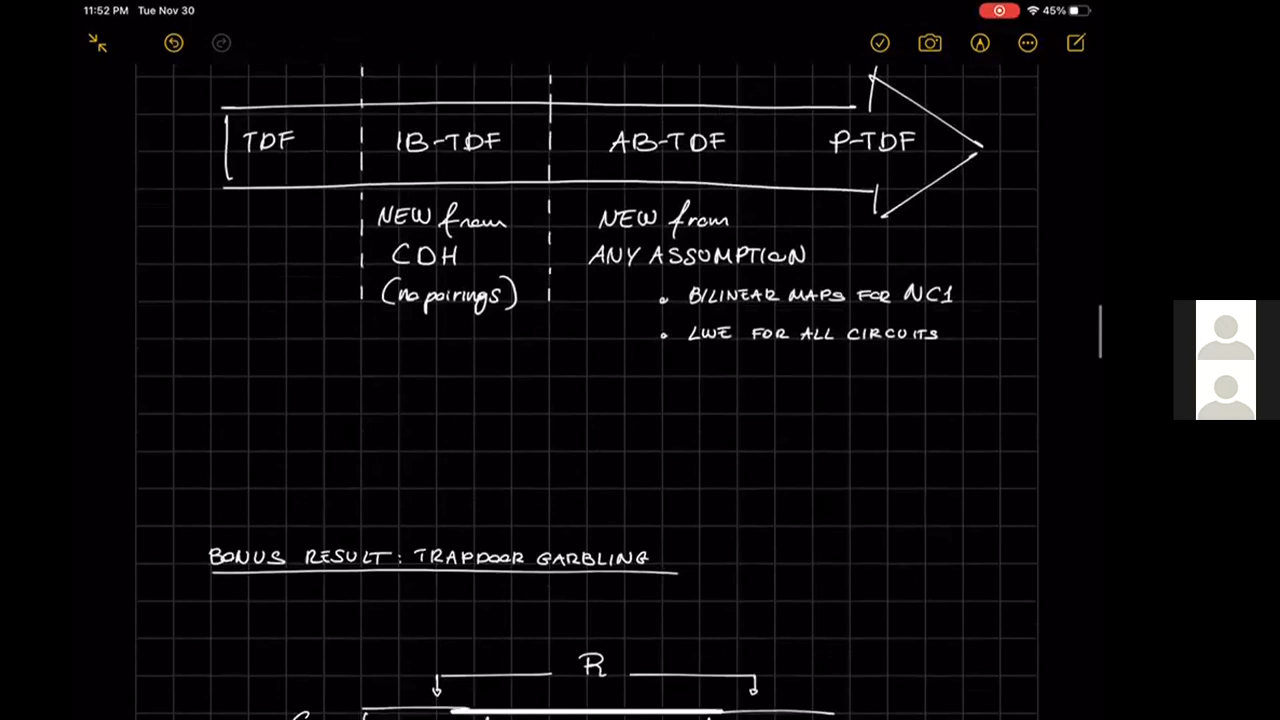 11:52 PM Tue Nov 30
45%
TDF IB-TDF AB-TDF P-TDF
NEW from NEW from
CDH ANY ASSUMPTION
(no pairings) • BILINEAR MAPS FOR NC1
• LWE FOR ALL CIRCUITS
BONUS RESULT: TRAPDOOR GARBLING
R